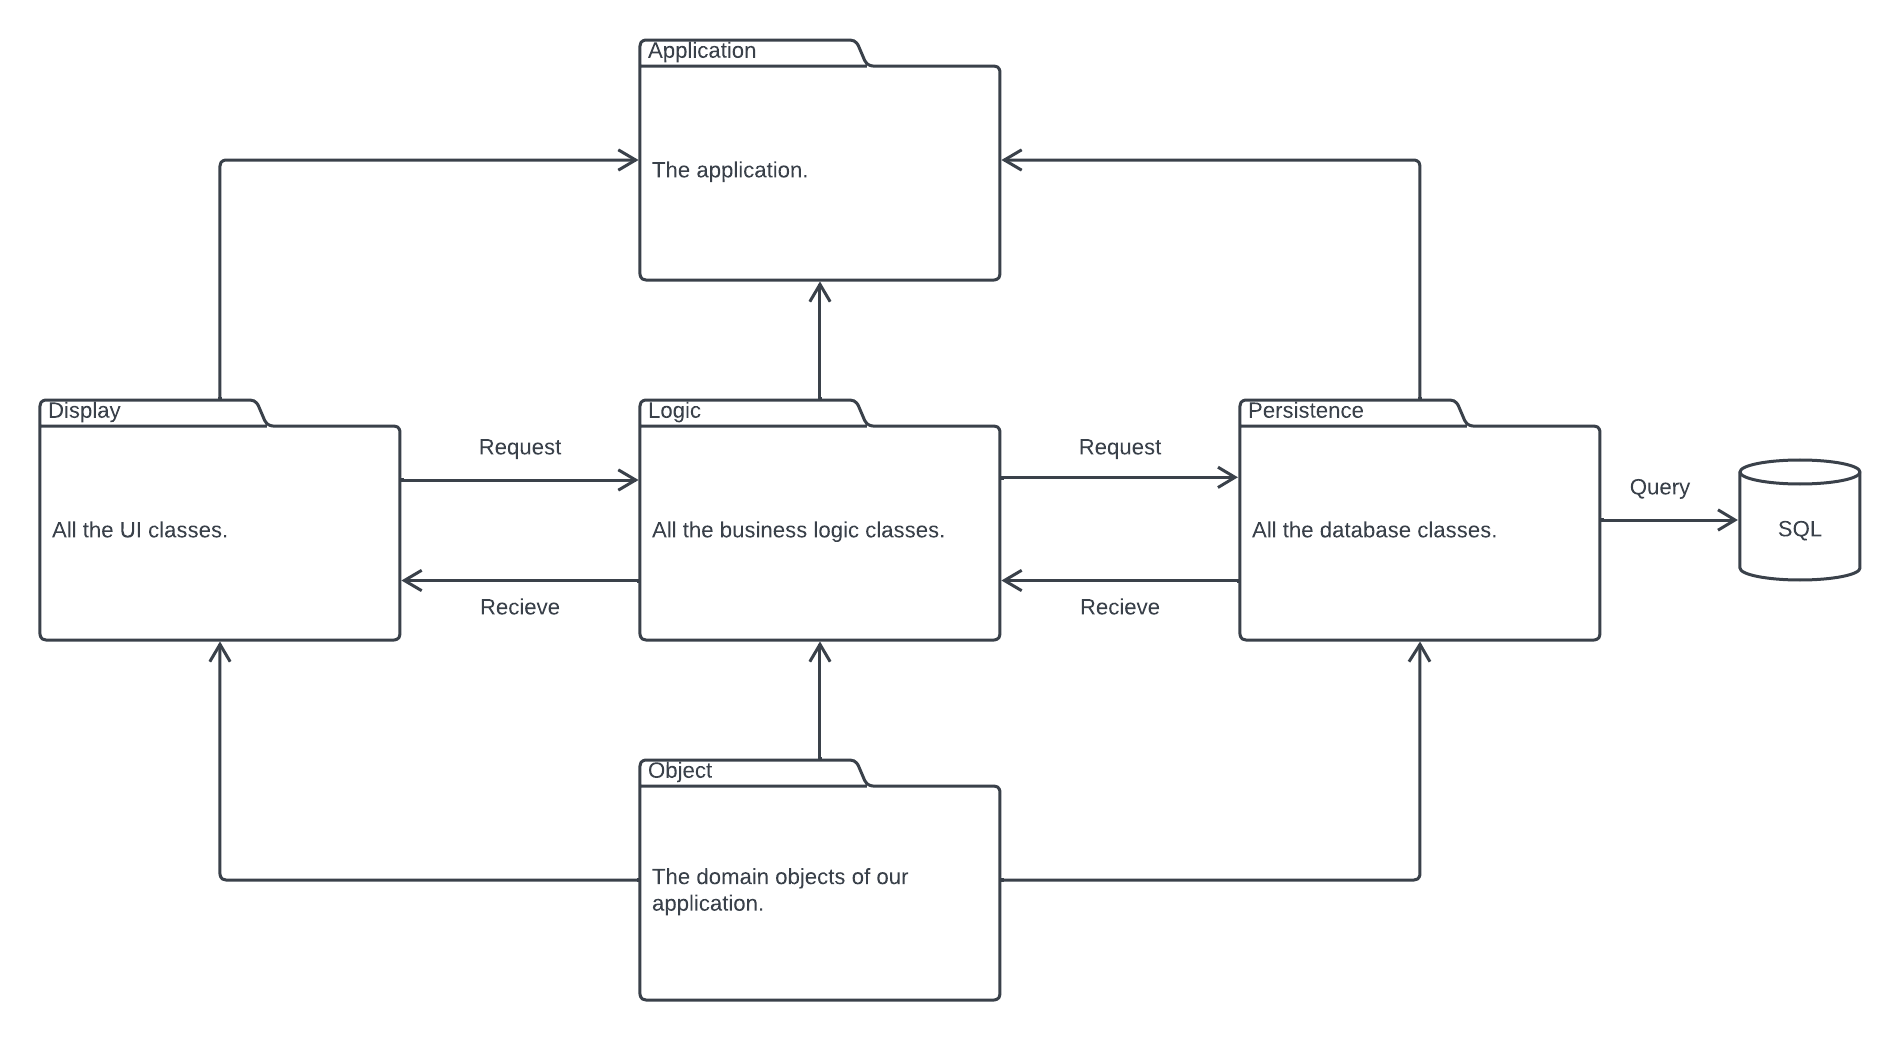 Application
The application.
Display
Logic
Persistence
Request
Request
Query
All the UI classes.
All the business logic classes.
All the database classes.
SQL
Recieve
Recieve
Object
The domain objects of our
application.